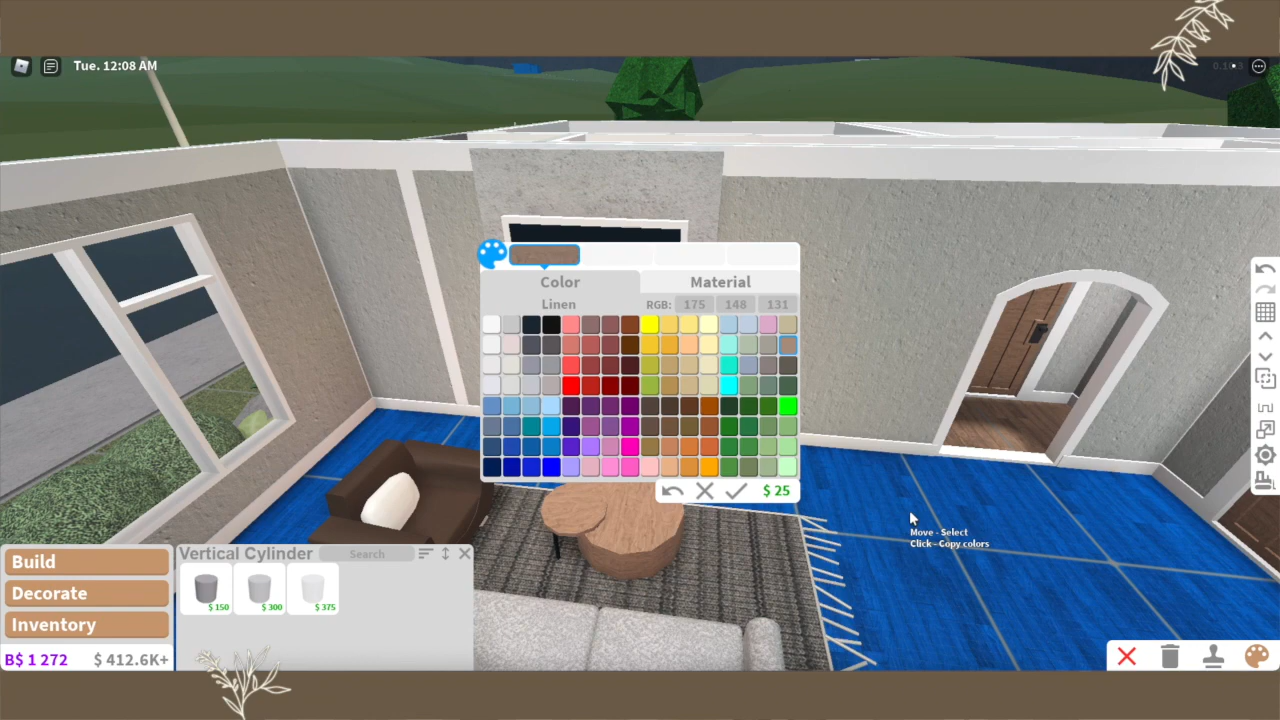 Tue. 12:08 AM
Color
Material
Linen
RGB: 175 148 131
$ 25
Move - Select
Click - Copy colors
Vertical Cylinder
Search
$ 150
$ 300
$ 375
Build
Decorate
Inventory
B$ 1 272
$ 412.6K+